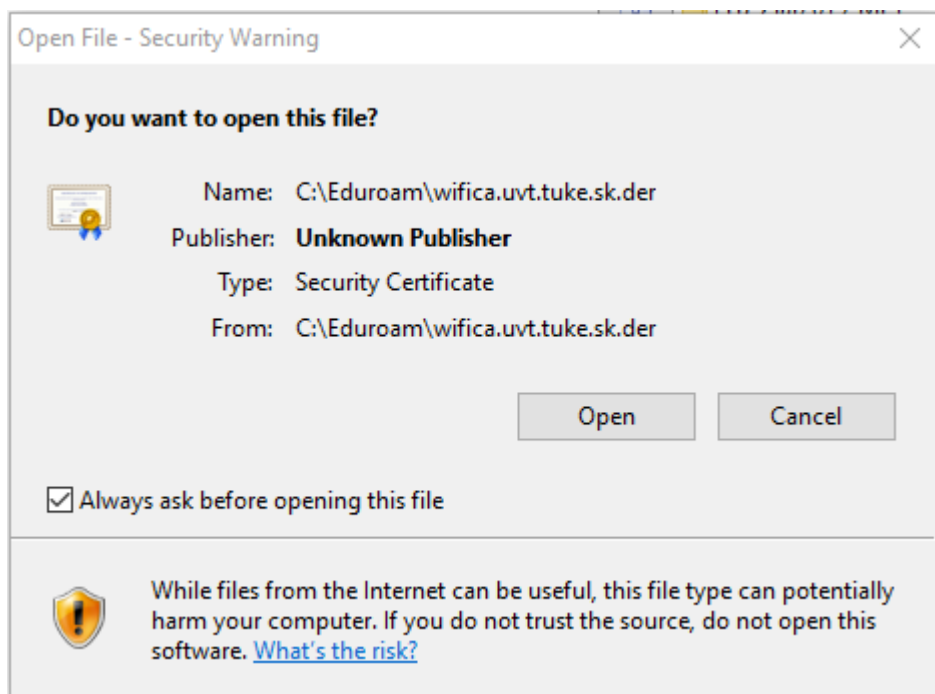 Open File - Security Warning
Do you want to open this file?
Name: C:\Eduroam\wifica.uvt.tuke.sk.der
Publisher: Unknown Publisher
Type: Security Certificate
From: C:\Eduroam\wifica.uvt.tuke.sk.der
Open Cancel
Always ask before opening this file
While files from the Internet can be useful, this file type can potentially
harm your computer. If you do not trust the source, do not open this
software. What's the risk?